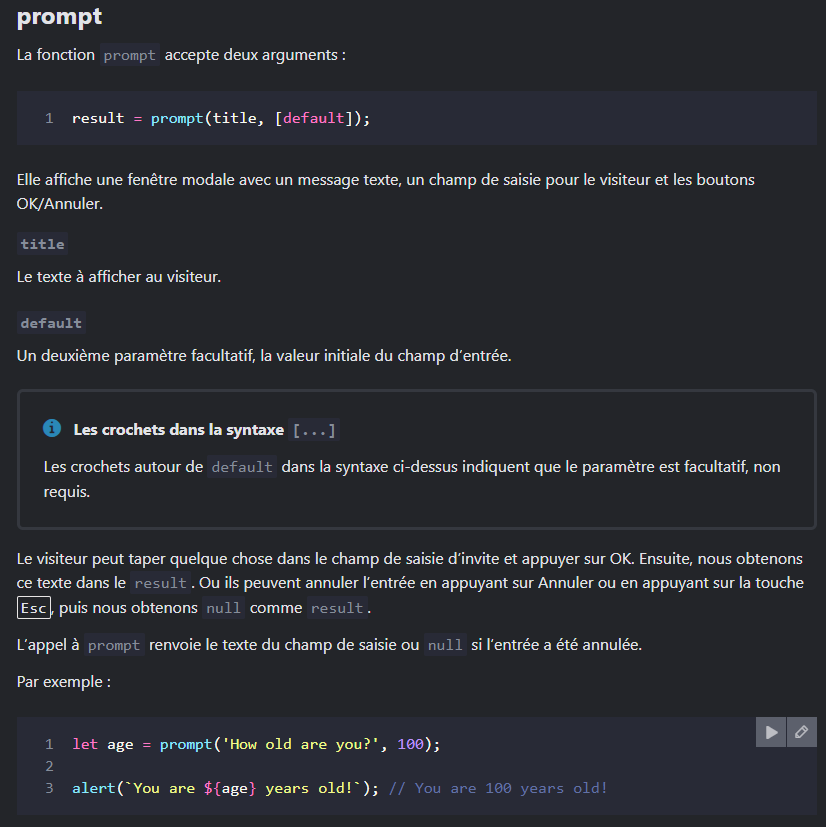 prompt
La fonction prompt accepte deux arguments :
1 result = prompt(title, [default]);
Elle affiche une fenêtre modale avec un message texte, un champ de saisie pour le visiteur et les boutons
OK/Annuler.
title
Le texte à afficher au visiteur.
default
Un deuxième paramètre facultatif, la valeur initiale du champ d’entrée.
Les crochets dans la syntaxe [...]
Les crochets autour de default dans la syntaxe ci-dessus indiquent que le paramètre est facultatif, non
requis.
Le visiteur peut taper quelque chose dans le champ de saisie d’invite et appuyer sur OK. Ensuite, nous obtenons
ce texte dans le result. Ou ils peuvent annuler l’entrée en appuyant sur Annuler ou en appuyant sur la touche
Esc, puis nous obtenons null comme result.
L’appel à prompt renvoie le texte du champ de saisie ou null si l’entrée a été annulée.
Par exemple :
1 let age = prompt('How old are you?', 100);
2
3 alert(`You are ${age} years old!`); // You are 100 years old!